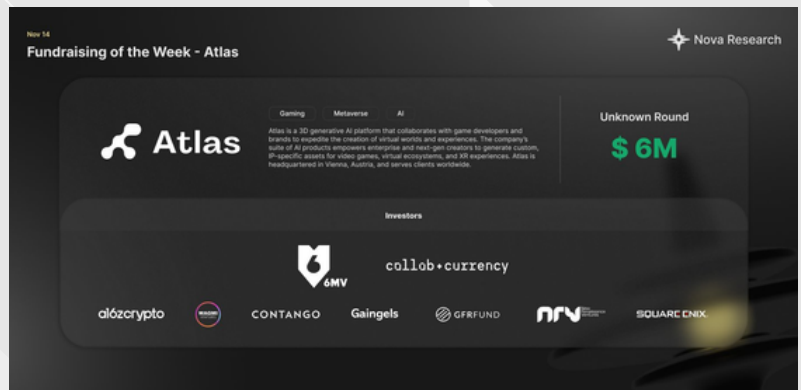 Nov 14
Fundraising of the Week - Atlas
Nova Research
Gaming Metaverse AI
Atlas
Atlas is a 3D generative AI platform that collaborates with game developers and
brands to expedite the creation of virtual worlds and experiences. The company's
suite of AI products empowers enterprise and next-gen creators to generate custom,
IP-specific assets for video games, virtual ecosystems, and XR experiences. Atlas is
headquartered in Vienna, Austria, and serves clients worldwide.
Unknown Round
$ 6M
Investors
6 6MV
collab+currency
a16zcrypto
CONTANGO
Gaingels
GFRFUND
NRV
SQUARE ENIX